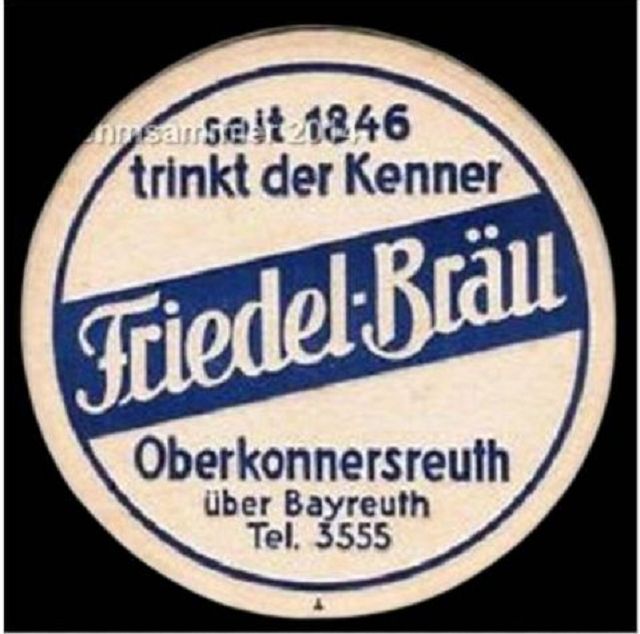 seit 1846
trinkt der Kenner
Friedel-Bräu
Oberkonnersreuth
über Bayreuth
Tel. 3555